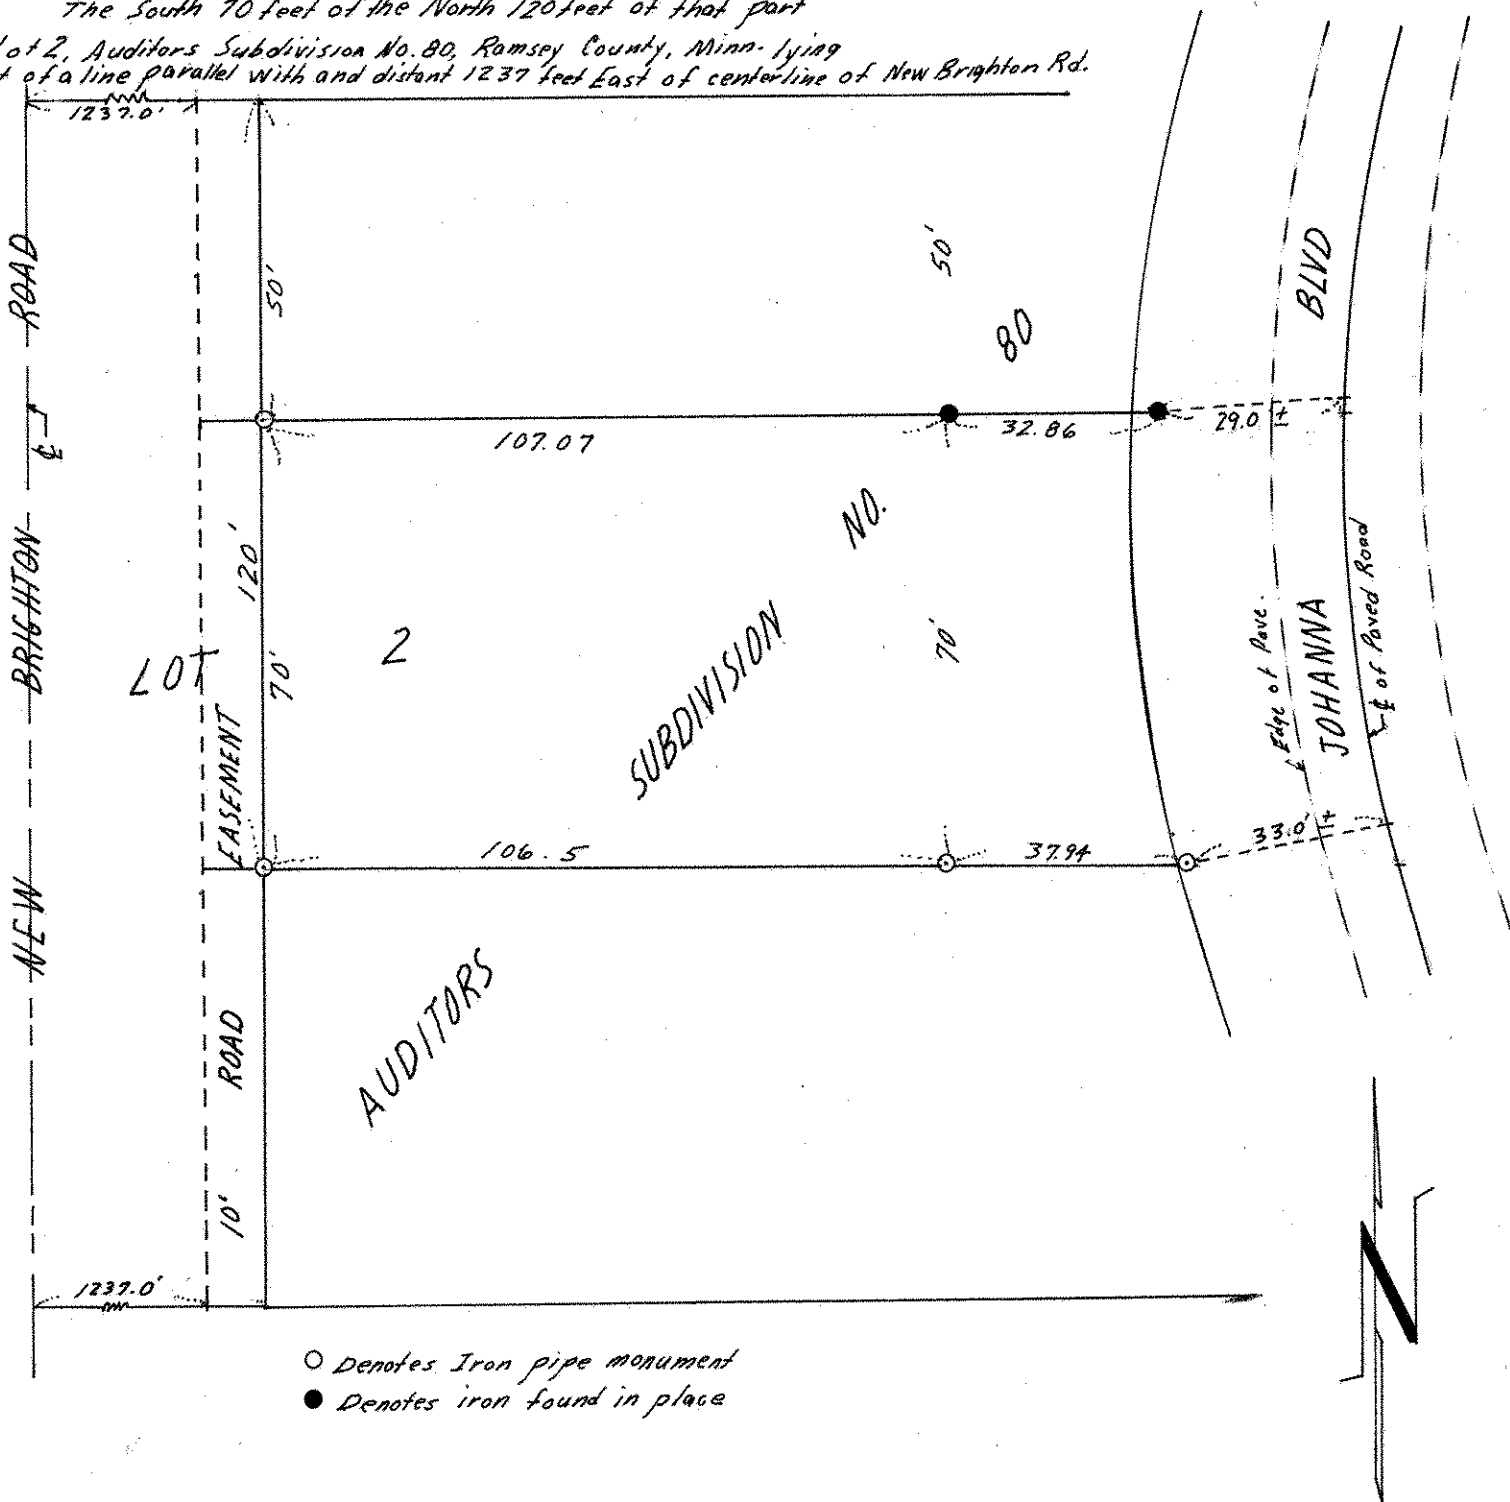 The South 70 feet of the North 120 feet of that part
Lot 2, Auditors Subdivision No. 80, Ramsey County, Minn. lying
of a line parallel with and distant 1237 feet East of centerline of New Brighton Rd.
1237.0'
NEW BRIGHTON ROAD
℄
50'
50'
80
BLVD
107.07
32.86
29.0 ±
120'
NO.
LOT
2
70'
70'
SUBDIVISION
Edge of Pave.
JOHANNA
℄ of Paved Road
EASEMENT
106.5
37.94
33.0' ±
AUDITORS
ROAD
10'
1237.0'
N
Denotes Iron pipe monument
Denotes iron found in place